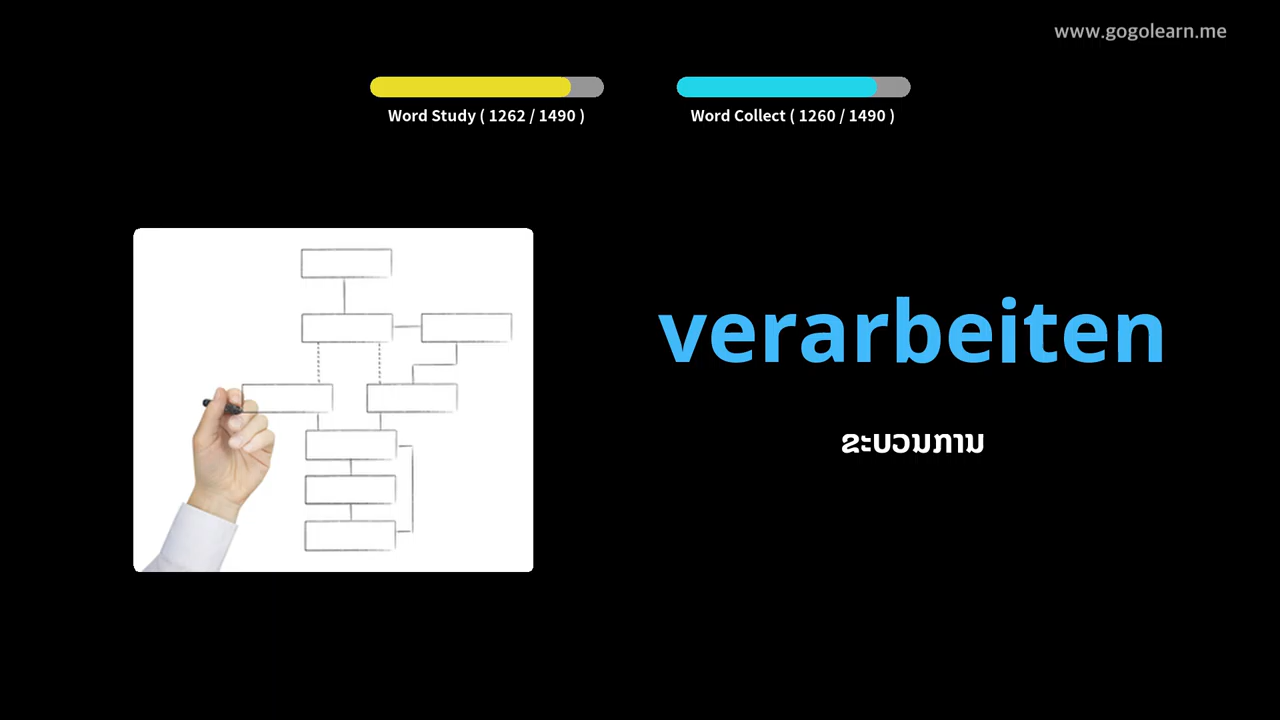 www.gogolearn.me
Word Study ( 1262 / 1490 )
Word Collect ( 1260 / 1490 )
verarbeiten
ຂະບວນການ